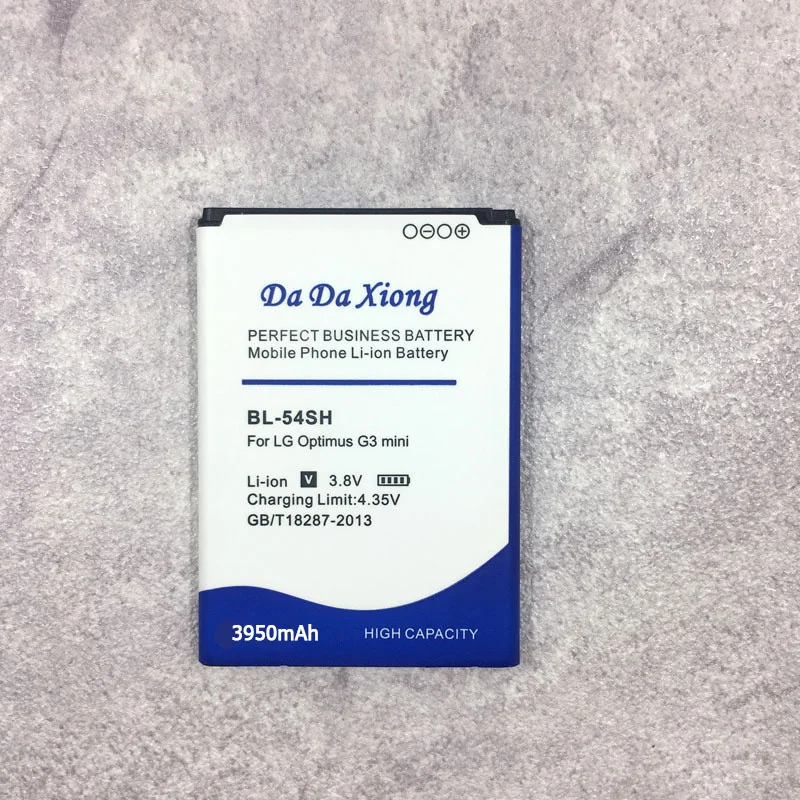 Da Da Xiong
PERFECT BUSINESS BATTERY
Mobile Phone Li-ion Battery
BL-54SH
For LG Optimus G3 mini
Li-ion V 3.8V
Charging Limit:4.35V
GB/T18287-2013
3950mAh HIGH CAPACITY